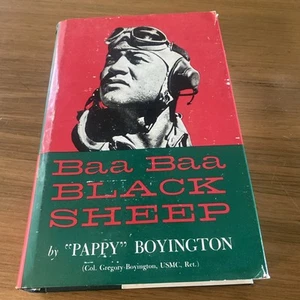 Baa Baa
BLACK
SHEEP
by "PAPPY" BOYINGTON
(Col. Gregory-Boyington, USMC, Ret.)